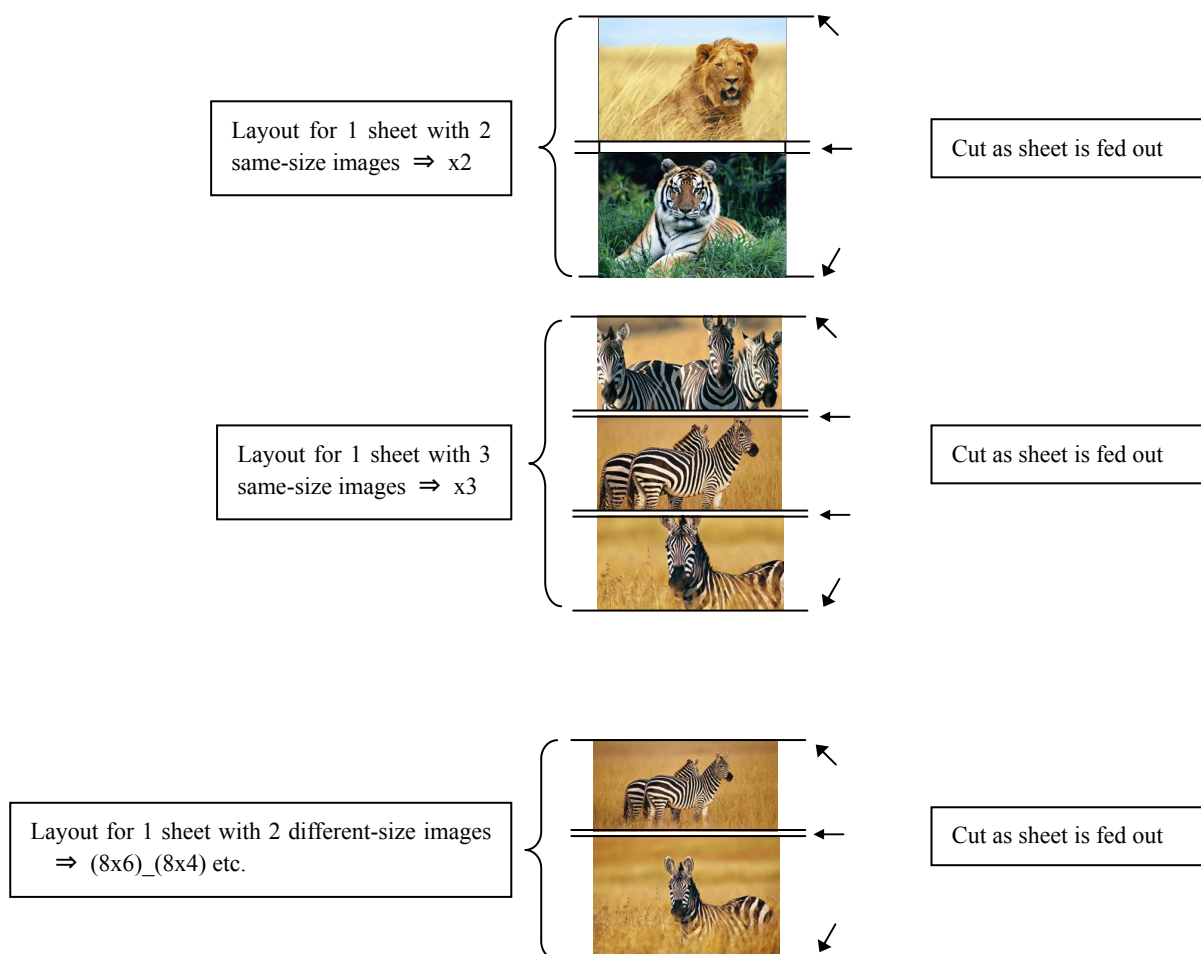 Layout for 1 sheet with 2
same-size images ⇒ x2
Cut as sheet is fed out
Layout for 1 sheet with 3
same-size images ⇒ x3
Cut as sheet is fed out
Layout for 1 sheet with 2 different-size images
⇒ (8x6)_(8x4) etc.
Cut as sheet is fed out